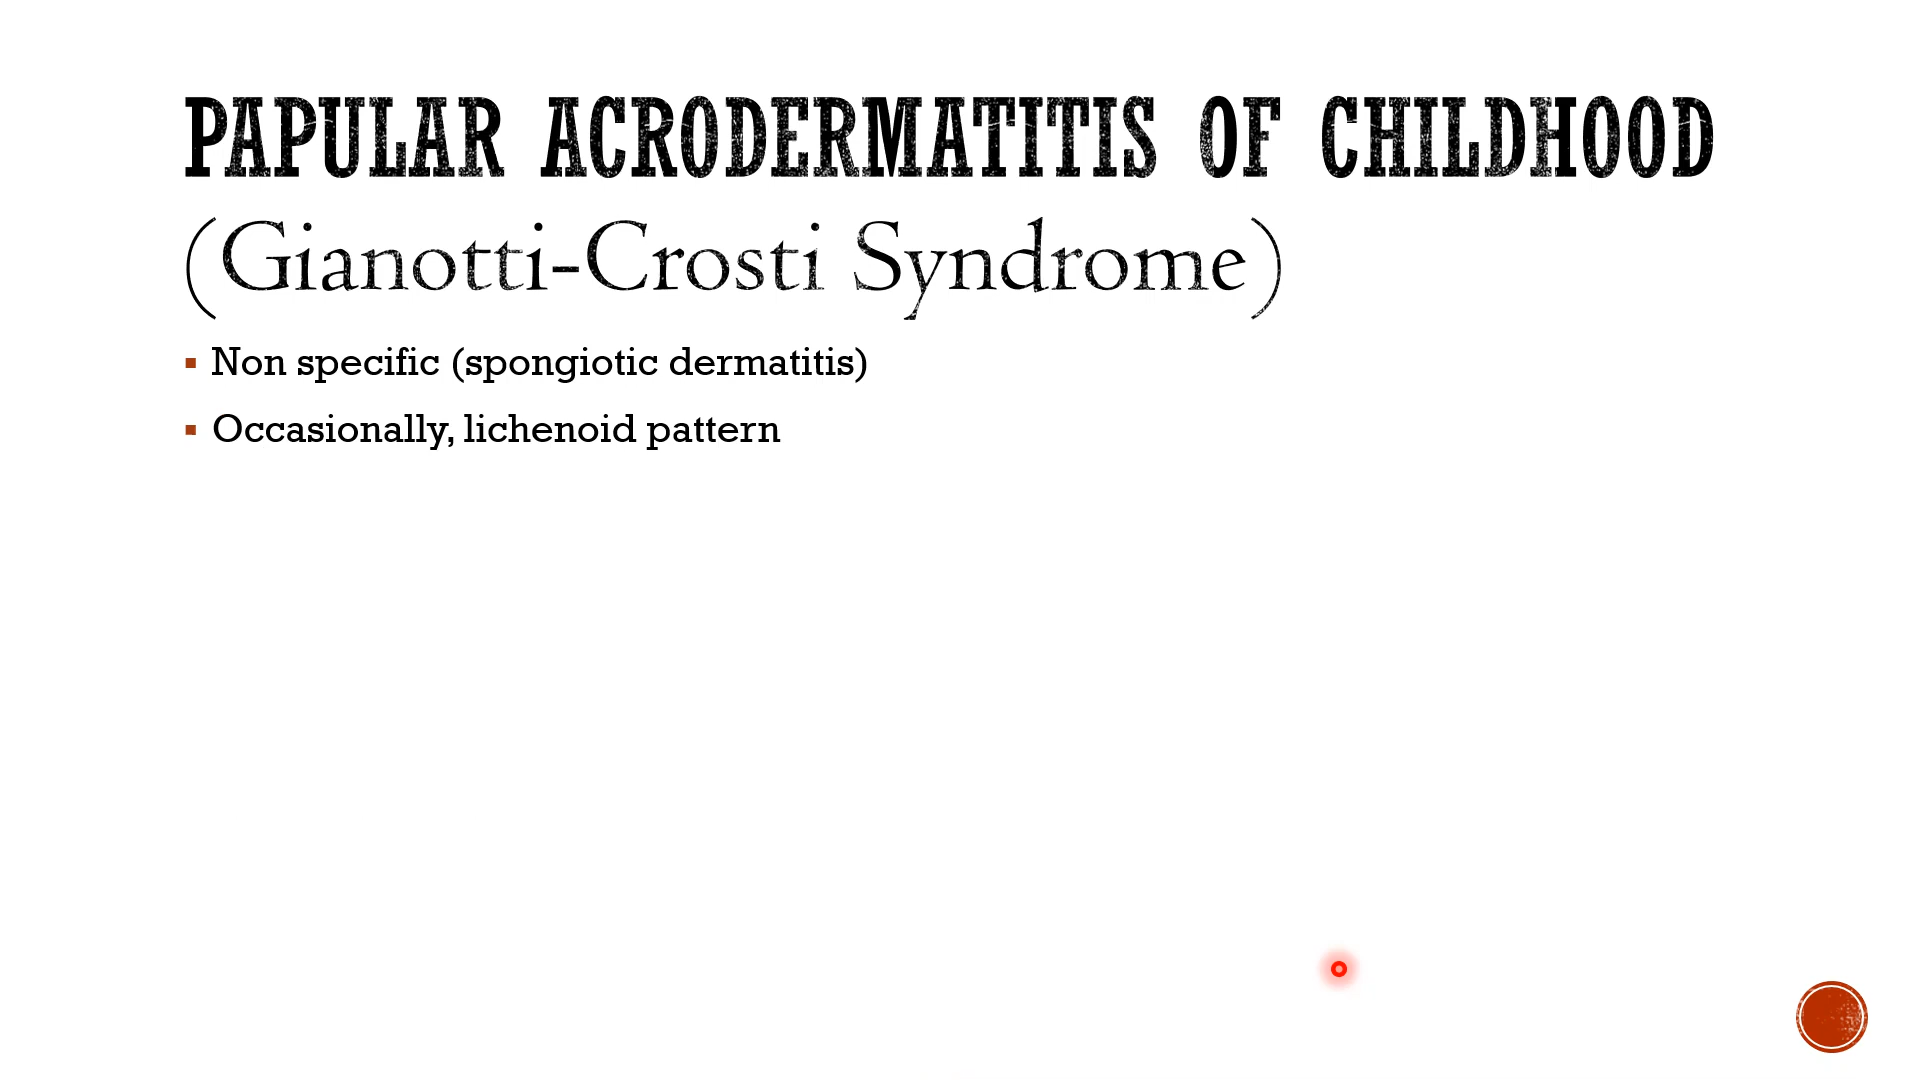 PAPULAR ACRODERMATITIS OF CHILDHOOD
(Gianotti-Crosti Syndrome)
Non specific (spongiotic dermatitis)
Occasionally, lichenoid pattern